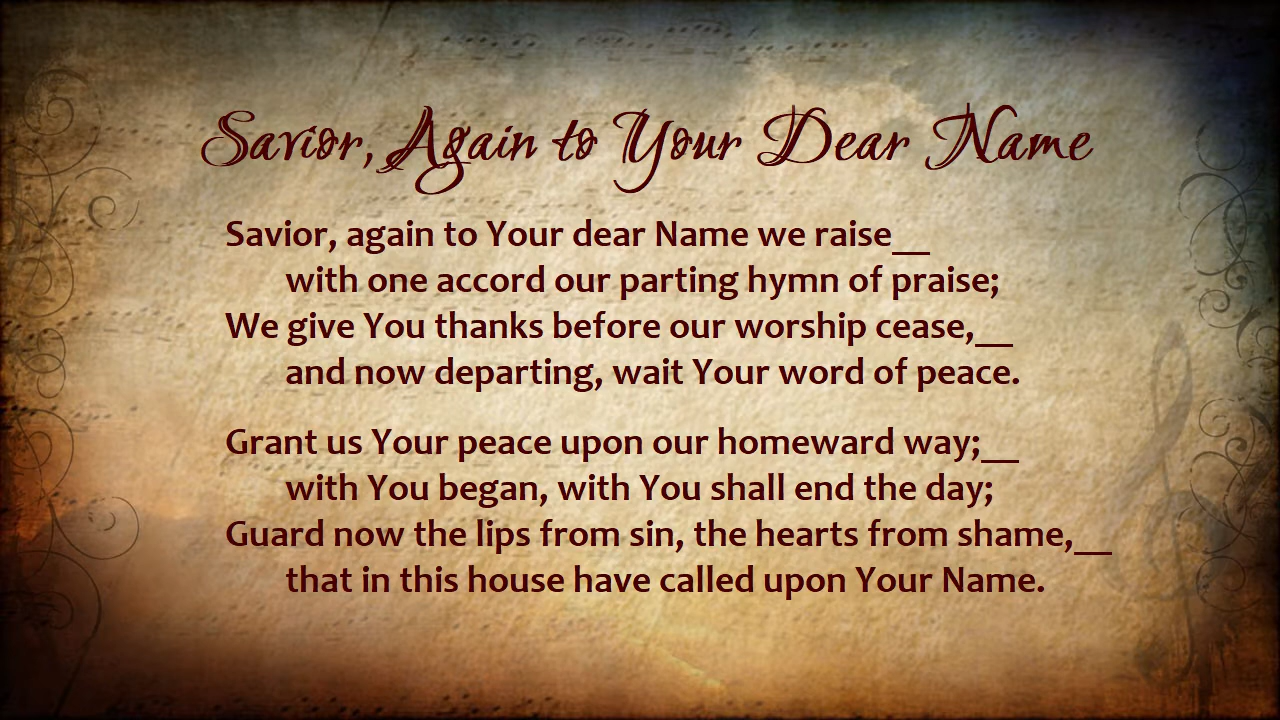 Savior, Again to Your Dear Name
Savior, again to Your dear Name we raise__
with one accord our parting hymn of praise;
We give You thanks before our worship cease,__
and now departing, wait Your word of peace.
Grant us Your peace upon our homeward way;__
with You began, with You shall end the day;
Guard now the lips from sin, the hearts from shame,__
that in this house have called upon Your Name.